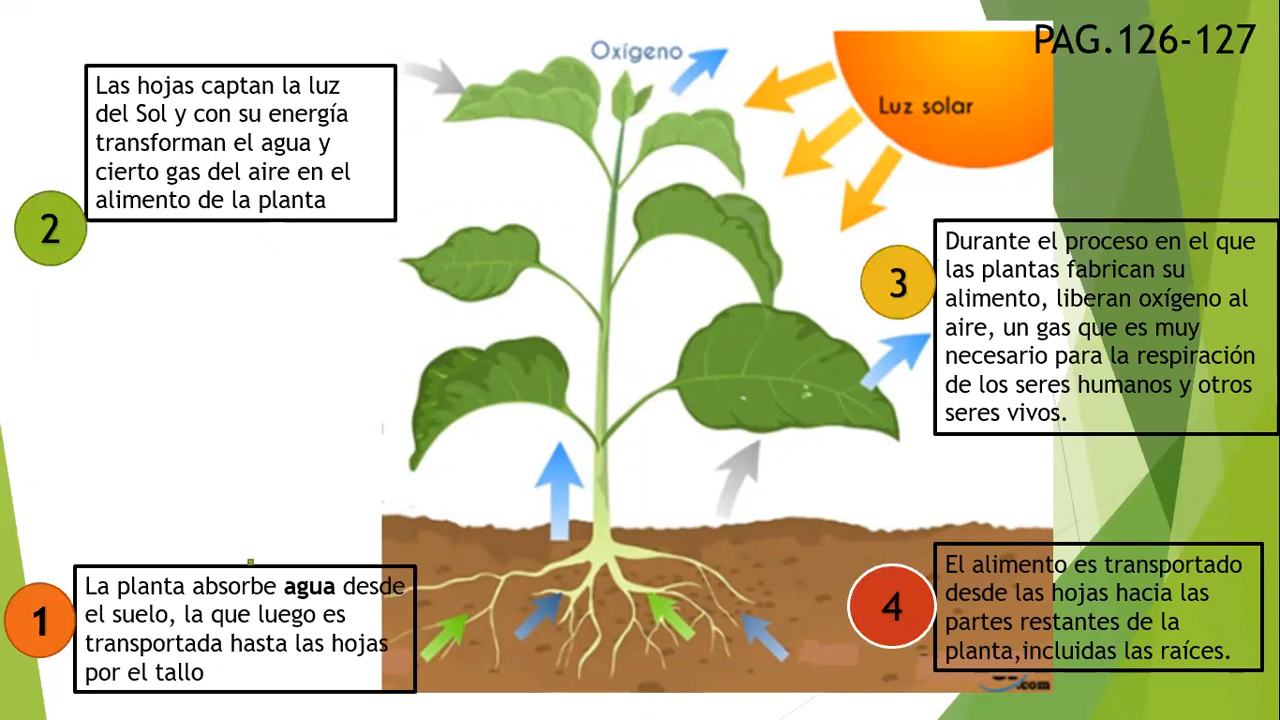 PAG.126-127
Oxígeno
Luz solar
Las hojas captan la luz
del Sol y con su energía
transforman el agua y
cierto gas del aire en el
alimento de la planta
2
3
Durante el proceso en el que
las plantas fabrican su
alimento, liberan oxígeno al
aire, un gas que es muy
necesario para la respiración
de los seres humanos y otros
seres vivos.
1
La planta absorbe agua desde
el suelo, la que luego es
transportada hasta las hojas
por el tallo
4
El alimento es transportado
desde las hojas hacia las
partes restantes de la
planta,incluidas las raíces.
.com